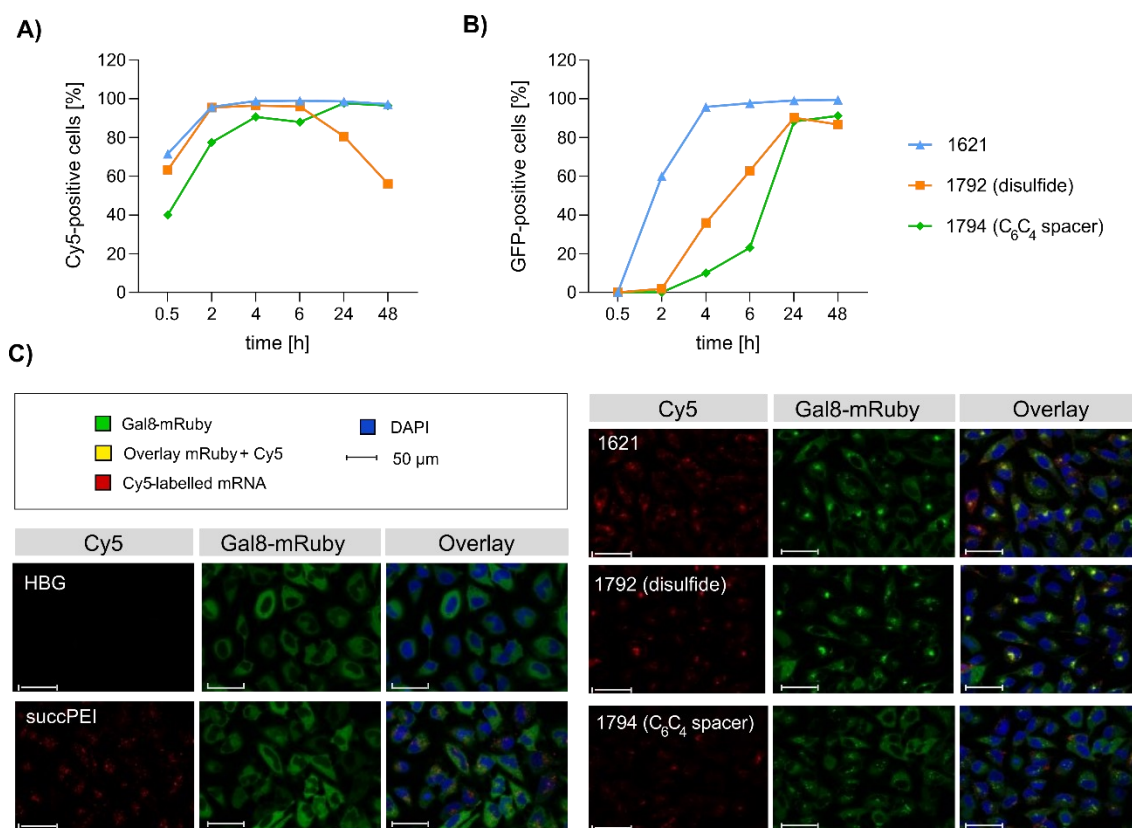 A)
Cy5-positive cells [%]
120
100
80
60
40
20
0
0.5 2 4 6 24 48
time [h]
B)
GFP-positive cells [%]
120
100
80
60
40
20
0
0.5 2 4 6 24 48
time [h]
1621
1792 (disulfide)
1794 (C₆C₄ spacer)
C)
Gal8-mRuby
Overlay mRuby + Cy5
Cy5-labelled mRNA
DAPI
50 µm
Cy5 Gal8-mRuby Overlay
HBG
succPEI
Cy5 Gal8-mRuby Overlay
1621
1792 (disulfide)
1794 (C₆C₄ spacer)